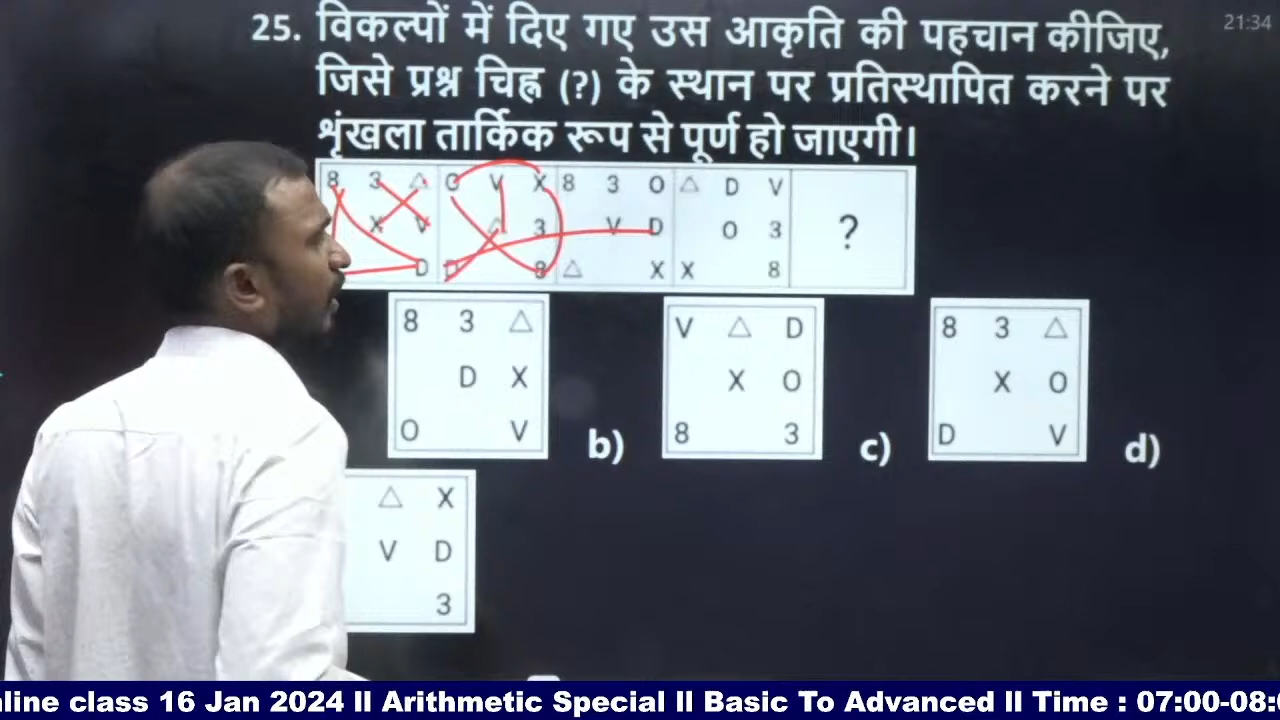 21:34
25. विकल्पों में दिए गए उस आकृति की पहचान कीजिए,
जिसे प्रश्न चिह्न (?) के स्थान पर प्रतिस्थापित करने पर
शृंखला तार्किक रूप से पूर्ण हो जाएगी।
8 3 △ O V X 8 3 O △ D V
X V △ 3 V D O 3 ?
D D 8 △ X X 8
8 3 △ V △ D 8 3 △
D X X O X O
O V b) 8 3 c) D V d)
△ X
V D
3
nline class 16 Jan 2024 II Arithmetic Special II Basic To Advanced II Time : 07:00-08: